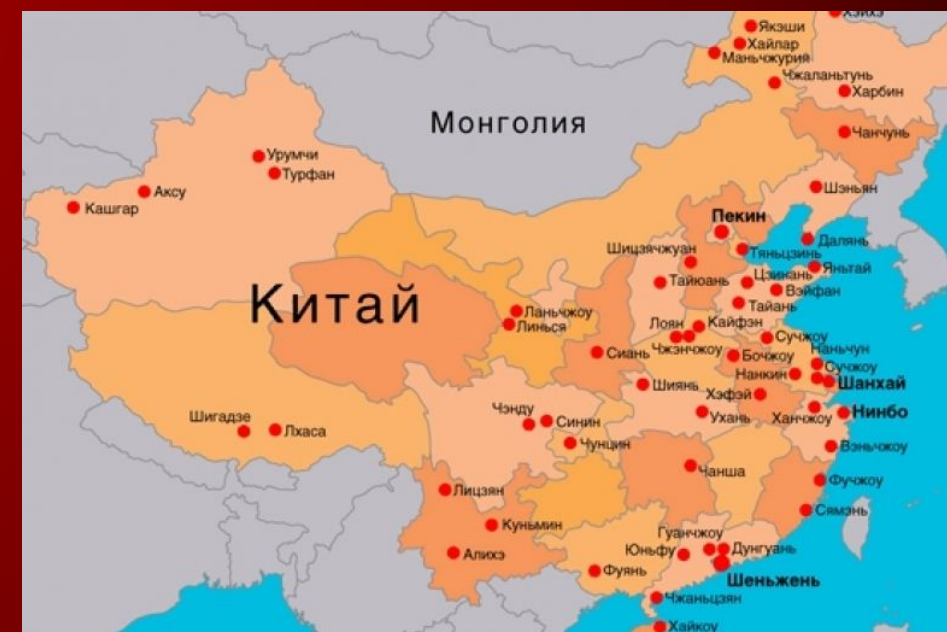 Хэйхэ
Якэши
Хайлар
Маньчжурия
Чжаланьтунь
Харбин
Монголия
Чанчунь
Урумчи
Турфан
Аксу
Кашгар
Шэньян
Пекин
Далянь
Шицзячжуан
Тяньцзинь
Яньтай
Тайюань
Цзинань
Вэйфан
Китай
Тайань
Ланьчжоу
Линься
Лоян
Кайфэн
Сучжоу
Чжэнчжоу
Сиань
Бочжоу
Наньчун
Нанкин
Сучжоу
Шанхай
Шиянь
Хэфэй
Чэнду
Синин
Ухань
Ханчжоу
Нинбо
Шигадзе
Лхаса
Чунцин
Вэньчжоу
Чанша
Фучжоу
Лицзян
Сямэнь
Куньмин
Гуанчжоу
Алихэ
Юньфу
Дунгуань
Фуянь
Шеньжень
Чжаньцзян
Хайкоу